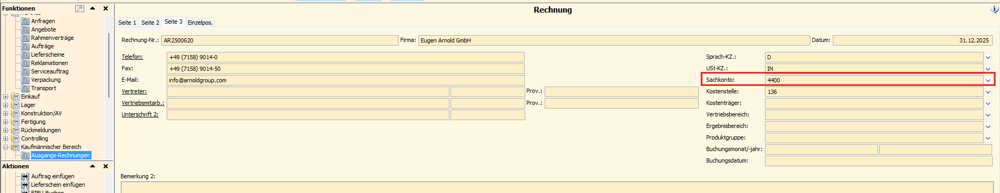 Funktionen
Anfragen
Angebote
Rahmenverträge
Aufträge
Lieferscheine
Reklamationen
Serviceauftrag
Verpackung
Transport
Einkauf
Lager
Konstruktion/AV
Fertigung
Rückmeldungen
Controlling
Kaufmännischer Bereich
Ausgangs-Rechnungen
Aktionen
Auftrag einfügen
Lieferschein einfügen
Rechnung
Seite 1 Seite 2 Seite 3 Einzelpos.
Rechnung-Nr.: AR2500620 Firma: Eugen Arnold GmbH Datum: 31.12.2025
Telefon: +49 (7158) 9014-0
Fax: +49 (7158) 9014-50
E-Mail: info@arnoldgroup.com
Vertreter: Prov.:
Vertriebsmitarb.: Prov.:
Unterschrift 2:
Sprach-KZ.: D
USt-KZ.: IN
Sachkonto: 4400
Kostenstelle: 136
Kostenträger:
Vertriebsbereich:
Ergebnisbereich:
Produktgruppe:
Buchungsmonat/-jahr:
Buchungsdatum:
Bemerkung 2: